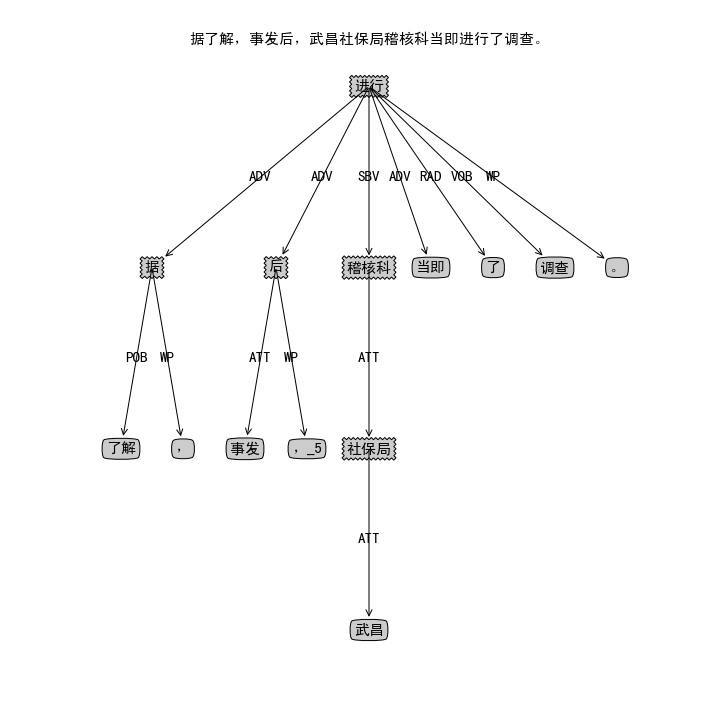 据了解，事发后，武昌社保局稽核科当即进行了调查。
进行
ADV ADV SBV ADV RAD VOB WP
据 后 稽核科 当即 了 调查 。
POB WP ATT WP ATT
了解 ， 事发 ，_5 社保局
ATT
武昌